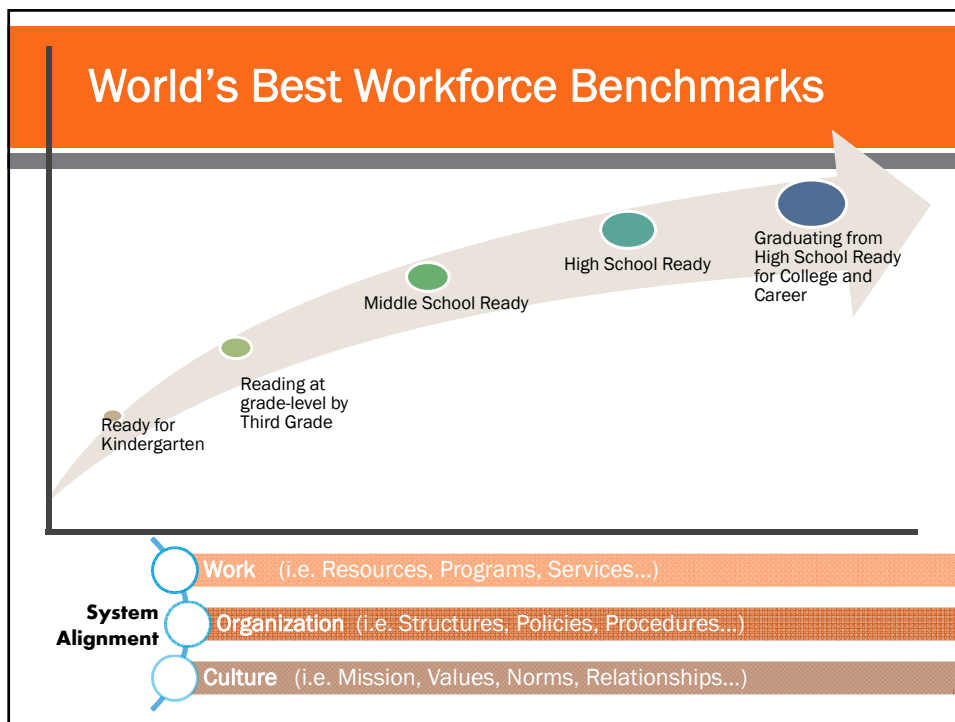 World's Best Workforce Benchmarks
Ready for
Kindergarten
Reading at
grade-level by
Third Grade
Middle School Ready
High School Ready
Graduating from
High School Ready
for College and
Career
System
Alignment
Work (i.e. Resources, Programs, Services...)
Organization (i.e. Structures, Policies, Procedures...)
Culture (i.e. Mission, Values, Norms, Relationships...)